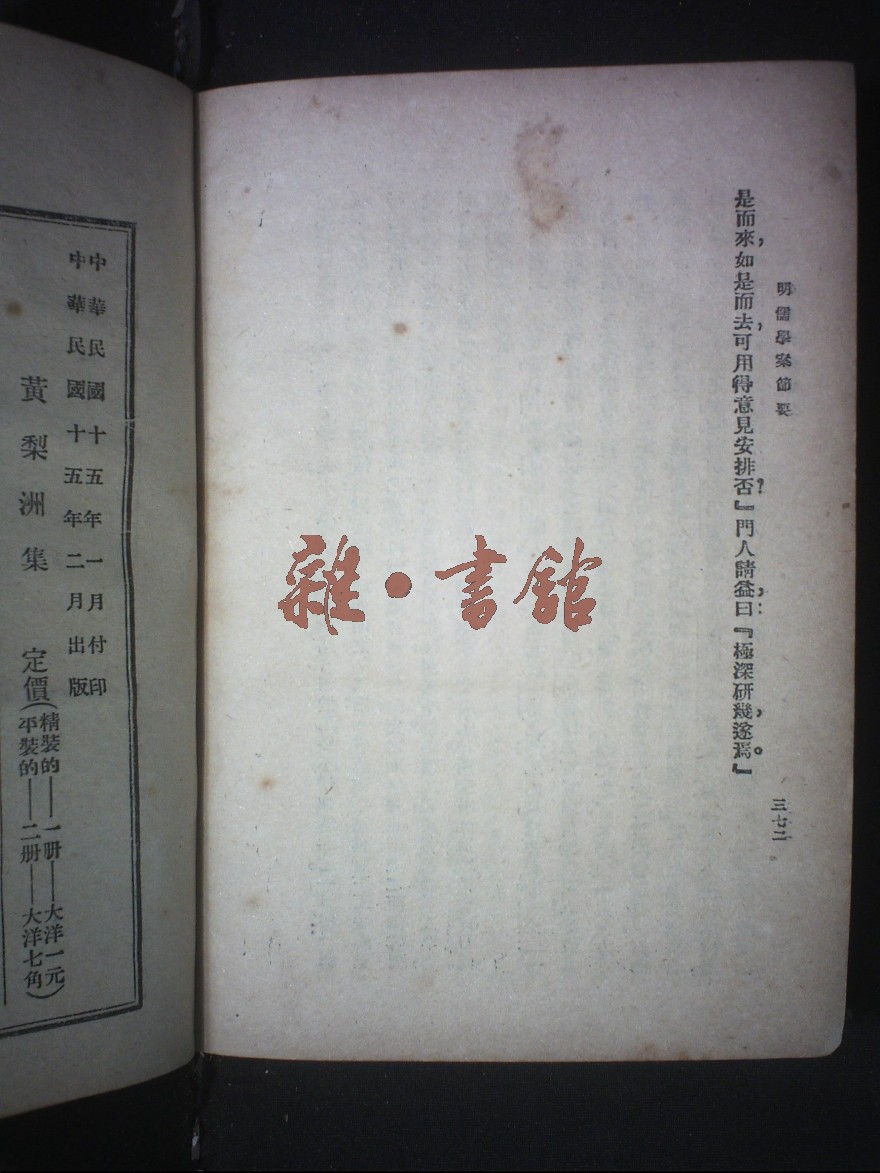 明儒學案節要
是而來，如是而去，可用得意見安排否？』門人請益，曰：『極深研幾，遂焉。』
三七二
雜●書館
中華民國十五年一月付印
中華民國十五年二月出版
黃梨洲集
定價（精裝的——一册——大洋一元
平裝的——二册——大洋七角）